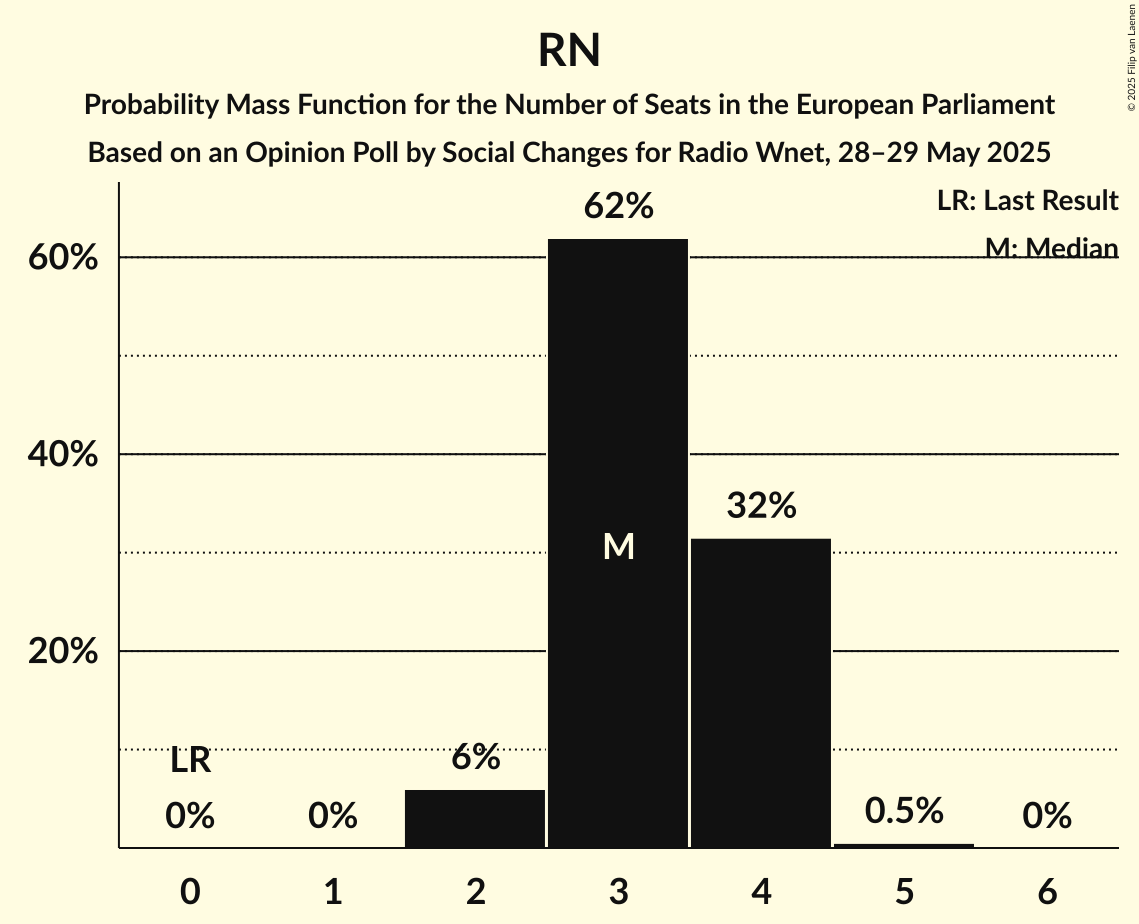 RN
Probability Mass Function for the Number of Seats in the European Parliament
Based on an Opinion Poll by Social Changes for Radio Wnet, 28–29 May 2025
© 2025 Filip van Laenen
LR: Last Result
M: Median
60%
40%
20%
62%
32%
M
LR
6%
0%
0%
0.5%
0%
0
1
2
3
4
5
6